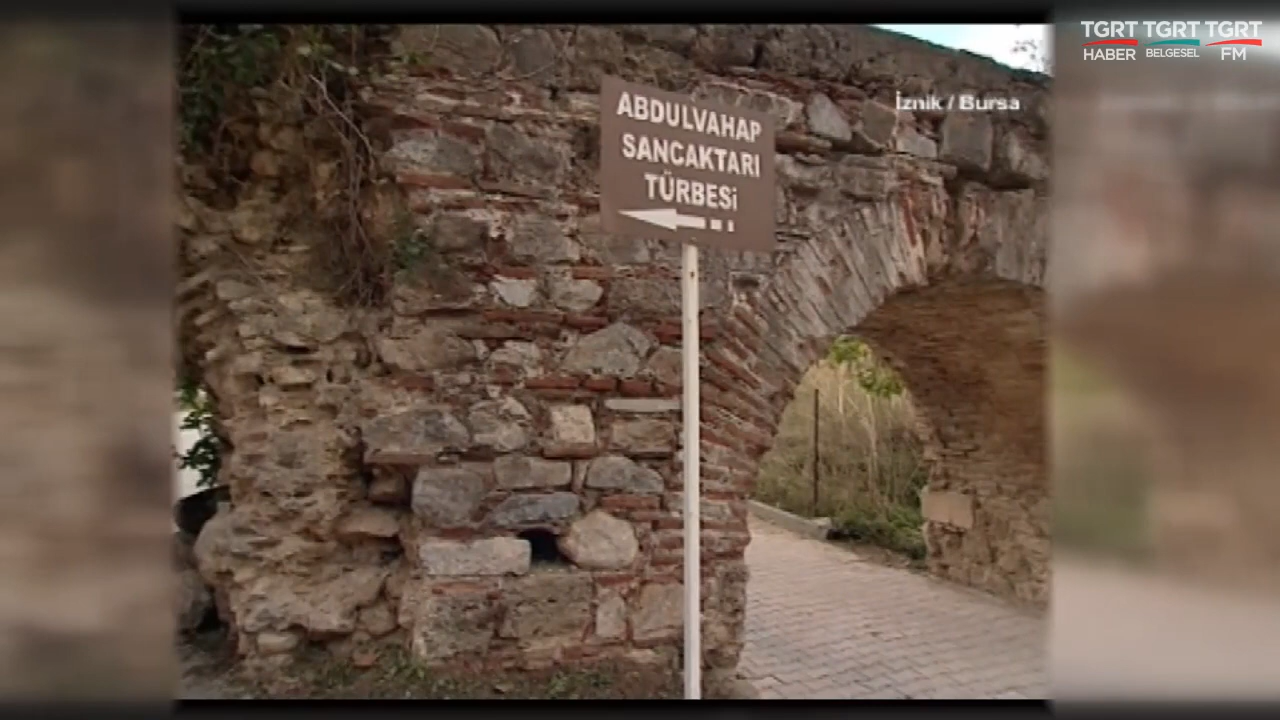 TGRT TGRT TGRT
HABER BELGESEL FM
İznik / Bursa
ABDULVAHAP
SANCAKTARI
TÜRBESi